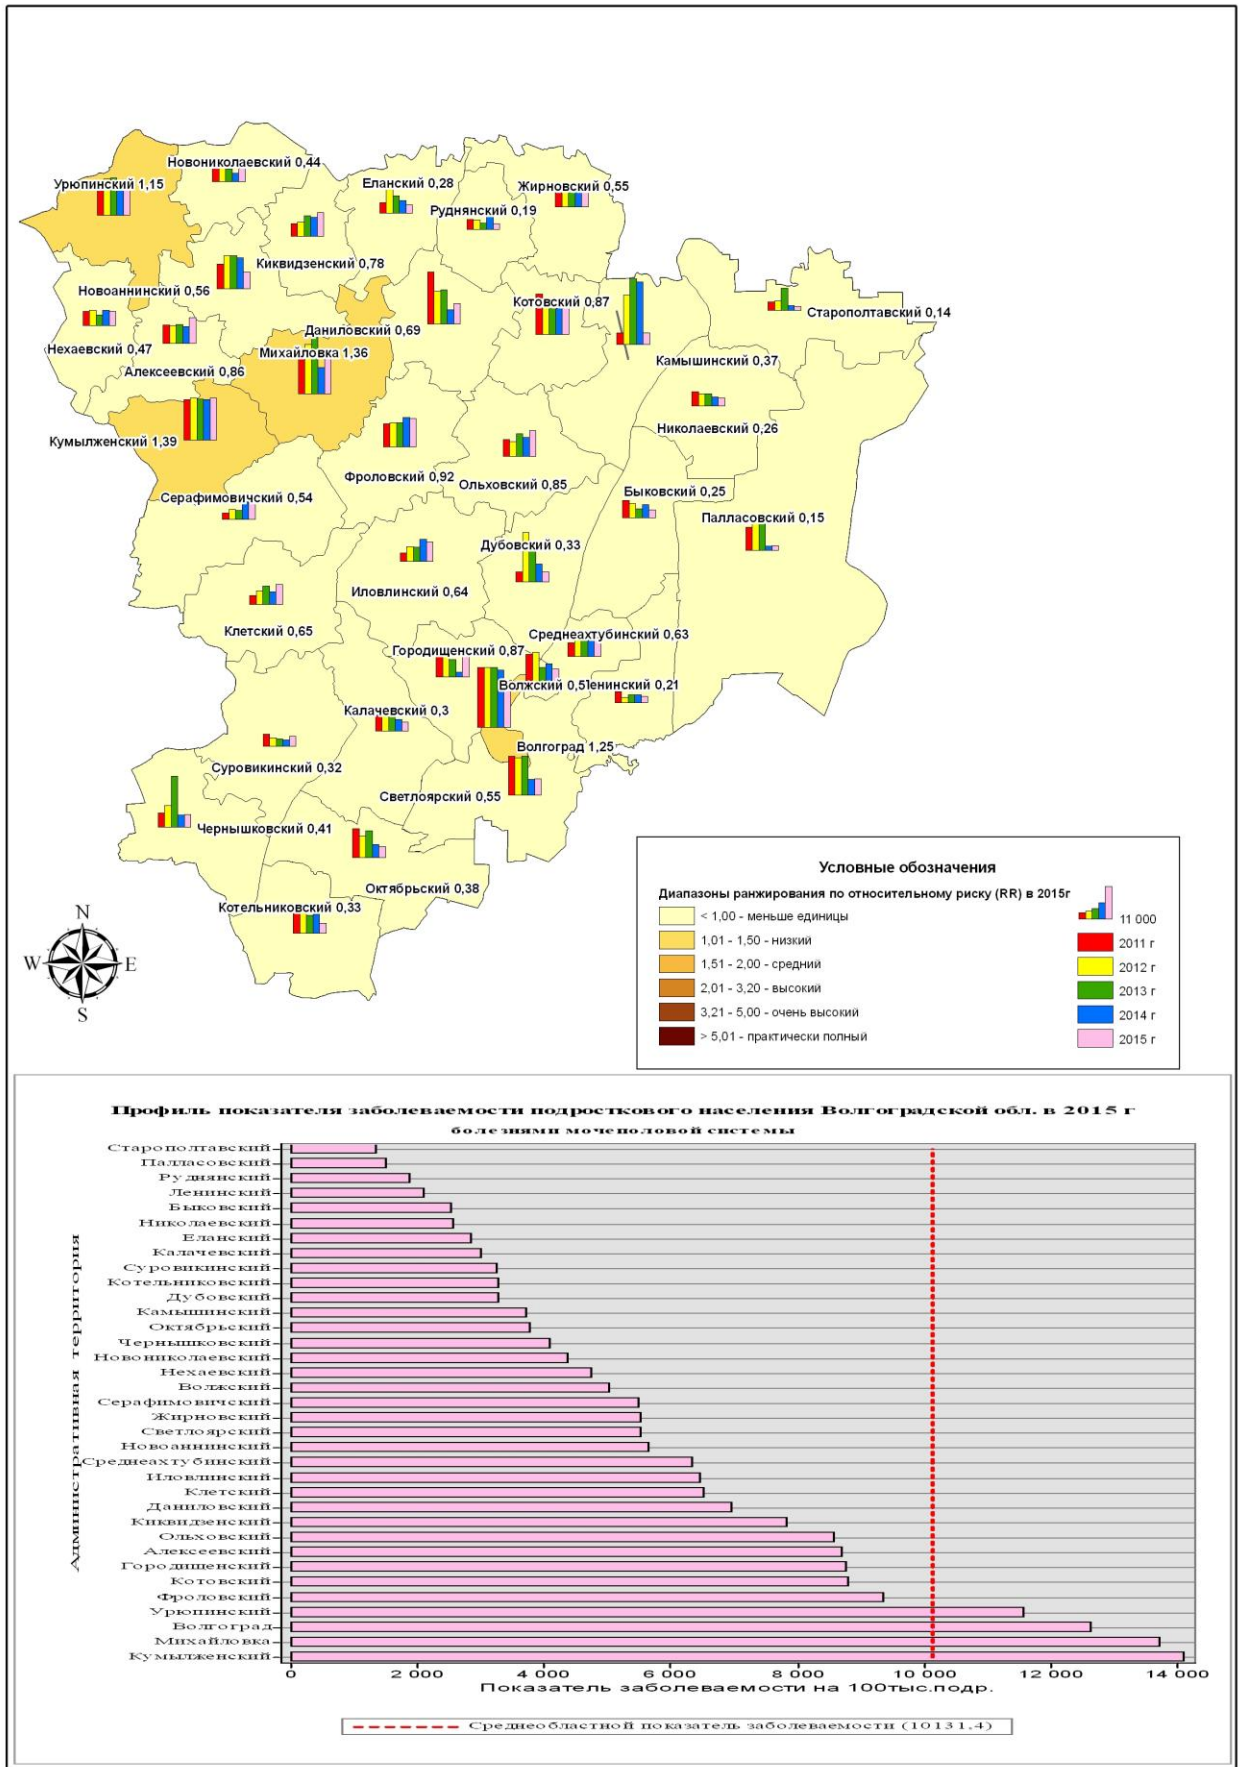 Новониколаевский 0,44
Урюпинский 1,15
Еланский 0,28
Жирновский 0,55
Руднянский 0,19
Киквидзенский 0,78
Новоаннинский 0,56
Котовский 0,87
Старополтавский 0,14
Даниловский 0,69
Нехаевский 0,47
Михайловка 1,36
Камышинский 0,37
Алексеевский 0,86
Николаевский 0,26
Кумылженский 1,39
Фроловский 0,92
Ольховский 0,85
Быковский 0,25
Серафимовичский 0,54
Палласовский 0,15
Дубовский 0,33
Иловлинский 0,64
Клетский 0,65
Среднеахтубинский 0,63
Городищенский 0,87
Волжский 0,51
енинский 0,21
Калачевский 0,3
Волгоград 1,25
Суровикинский 0,32
Светлоярский 0,55
Чернышковский 0,41
Октябрьский 0,38
Котельниковский 0,33
N
W
E
S
Условные обозначения
Диапазоны ранжирования по относительному риску (RR) в 2015г
< 1,00 - меньше единицы
1,01 - 1,50 - низкий
1,51 - 2,00 - средний
2,01 - 3,20 - высокий
3,21 - 5,00 - очень высокий
> 5,01 - практически полный
11 000
2011 г
2012 г
2013 г
2014 г
2015 г
Профиль показателя заболеваемости подросткового населения Волгоградской обл. в 2015 г
болезнями мочеполовой системы
Административная территория
Старополтавский
Палласовский
Руднянский
Ленинский
Быковский
Николаевский
Еланский
Калачевский
Суровикинский
Котельниковский
Дубовский
Камышинский
Октябрьский
Чернышковский
Новониколаевский
Нехаевский
Волжский
Серафимовичский
Жирновский
Светлоярский
Новоаннинский
Среднеахтубинский
Иловлинский
Клетский
Даниловский
Киквидзенский
Ольховский
Алексеевский
Городищенский
Котовский
Фроловский
Урюпинский
Волгоград
Михайловка
Кумылженский
0 2 000 4 000 6 000 8 000 10 000 12 000 14 000
Показатель заболеваемости на 100тыс.подр.
Среднеобластной показатель заболеваемости (10131,4)